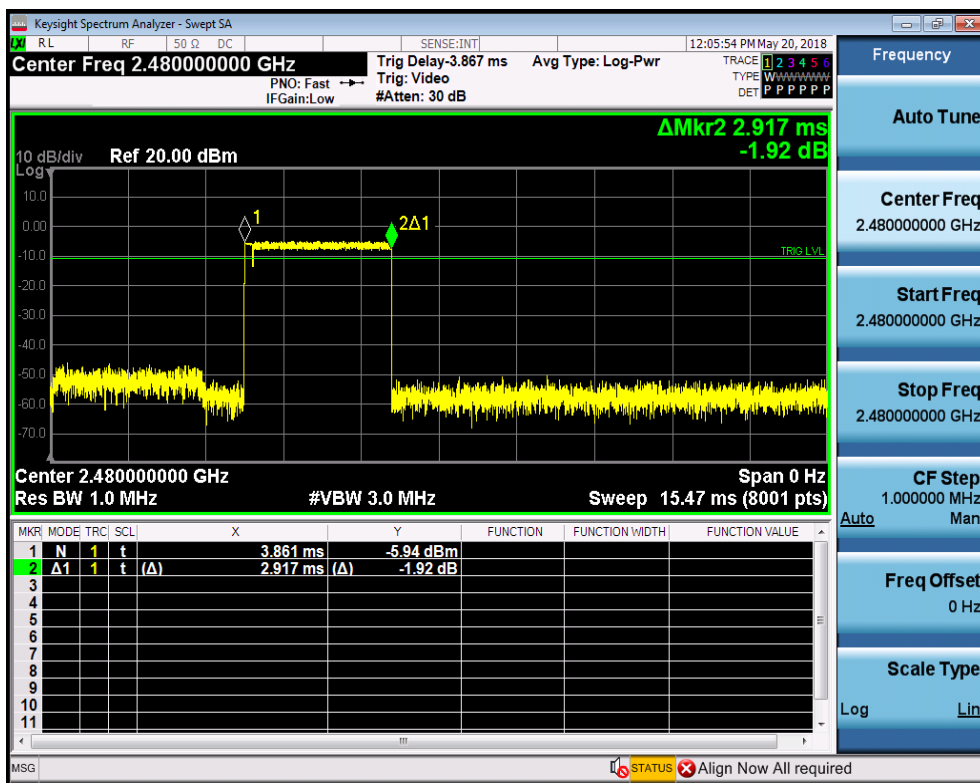 Keysight Spectrum Analyzer - Swept SA
LXI RL RF 50 Ω DC SENSE:INT 12:05:54 PM May 20, 2018
Center Freq 2.480000000 GHz
PNO: Fast
IFGain:Low
Trig Delay-3.867 ms
Trig: Video
#Atten: 30 dB
Avg Type: Log-Pwr
TRACE 1 2 3 4 5 6
TYPE WWWWWW
DET P P P P P P
ΔMkr2 2.917 ms
-1.92 dB
10 dB/div Ref 20.00 dBm
Log
10.0
1
2Δ1
0.00
TRIG LVL
-10.0
-20.0
-30.0
-40.0
-50.0
-60.0
-70.0
Center 2.480000000 GHz Span 0 Hz
Res BW 1.0 MHz #VBW 3.0 MHz Sweep 15.47 ms (8001 pts)
MKR MODE TRC SCL X Y FUNCTION FUNCTION WIDTH FUNCTION VALUE
1 N 1 t 3.861 ms -5.94 dBm
2 Δ1 1 t (Δ) 2.917 ms (Δ) -1.92 dB
3
4
5
6
7
8
9
10
11
MSG STATUS Align Now All required
Frequency
Auto Tune
Center Freq
2.480000000 GHz
Start Freq
2.480000000 GHz
Stop Freq
2.480000000 GHz
CF Step
1.000000 MHz
Auto Man
Freq Offset
0 Hz
Scale Type
Log Lin